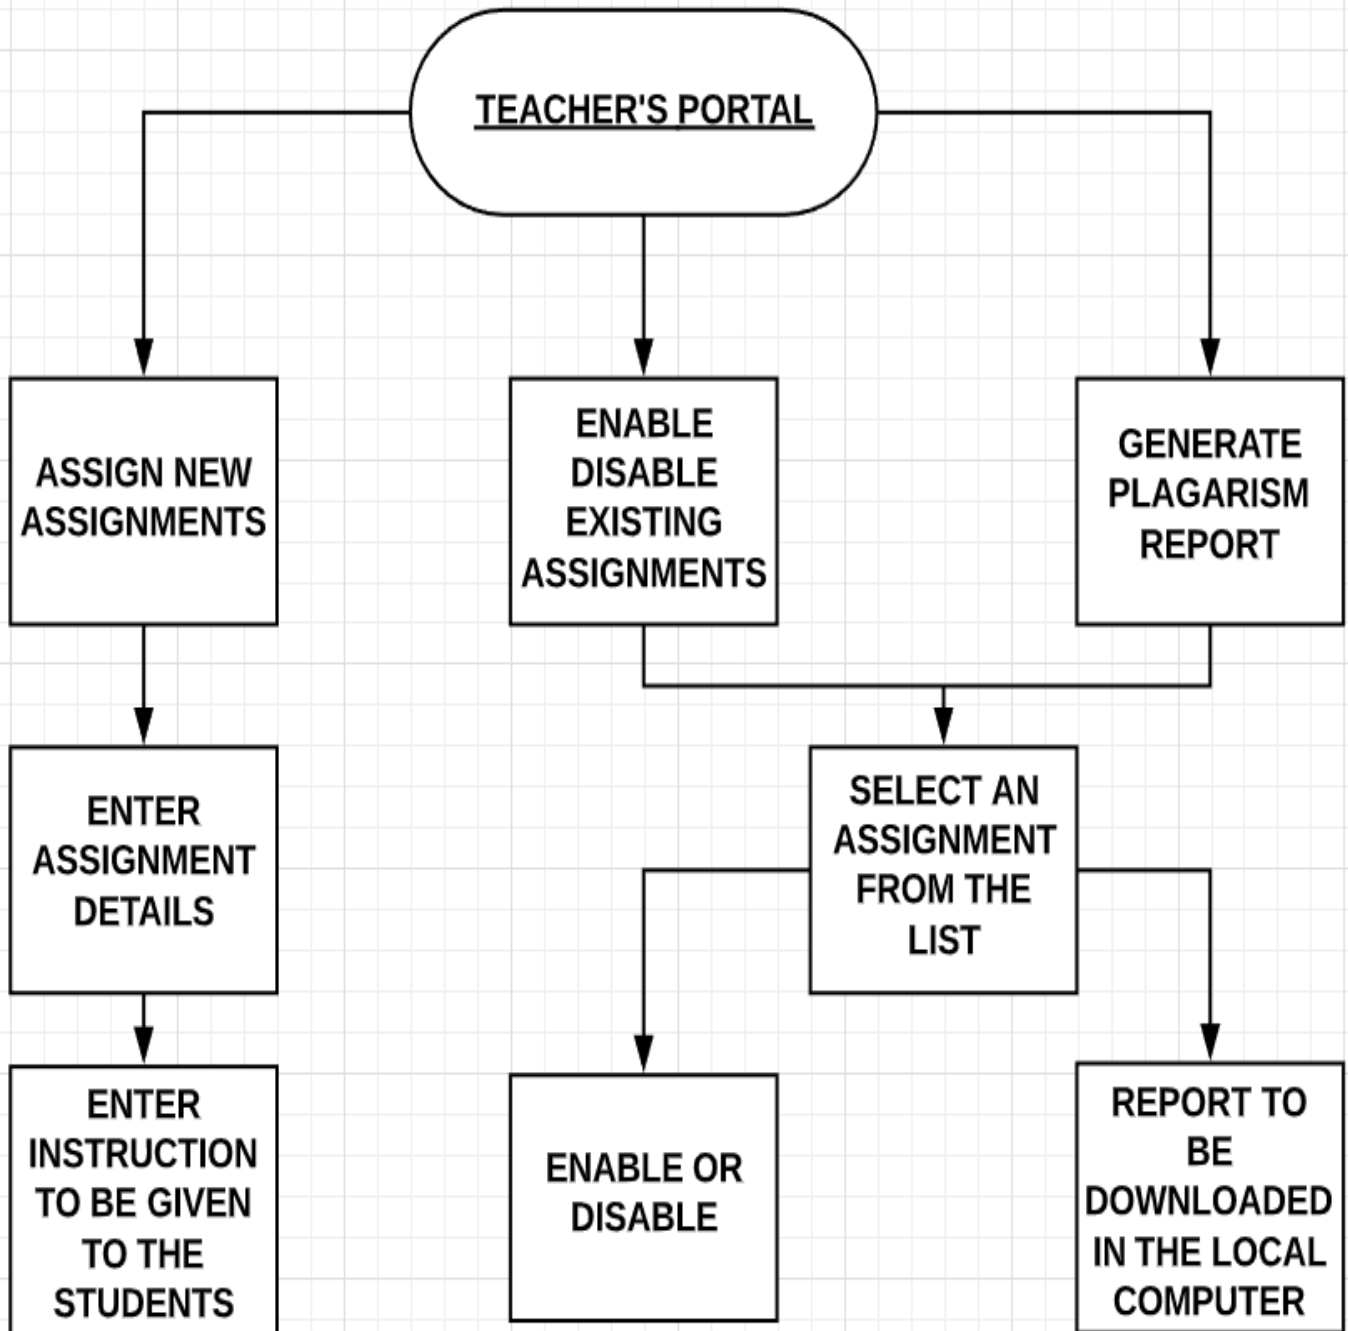 TEACHER'S PORTAL
ASSIGN NEW
ASSIGNMENTS
ENABLE
DISABLE
EXISTING
ASSIGNMENTS
GENERATE
PLAGARISM
REPORT
ENTER
ASSIGNMENT
DETAILS
SELECT AN
ASSIGNMENT
FROM THE
LIST
ENTER
INSTRUCTION
TO BE GIVEN
TO THE
STUDENTS
ENABLE OR
DISABLE
REPORT TO
BE
DOWNLOADED
IN THE LOCAL
COMPUTER